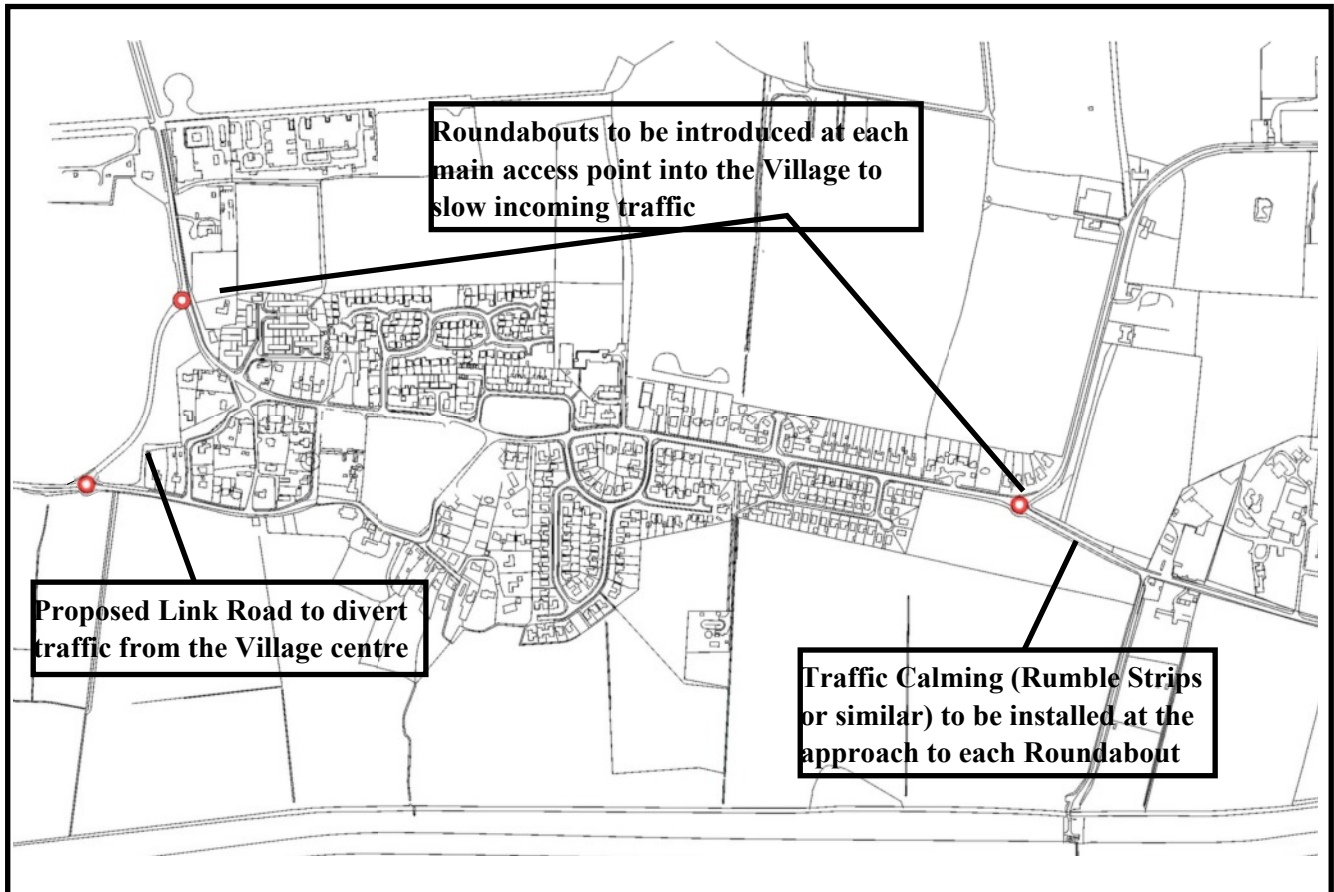 Roundabouts to be introduced at each
main access point into the Village to
slow incoming traffic
Proposed Link Road to divert
traffic from the Village centre
Traffic Calming (Rumble Strips
or similar) to be installed at the
approach to each Roundabout